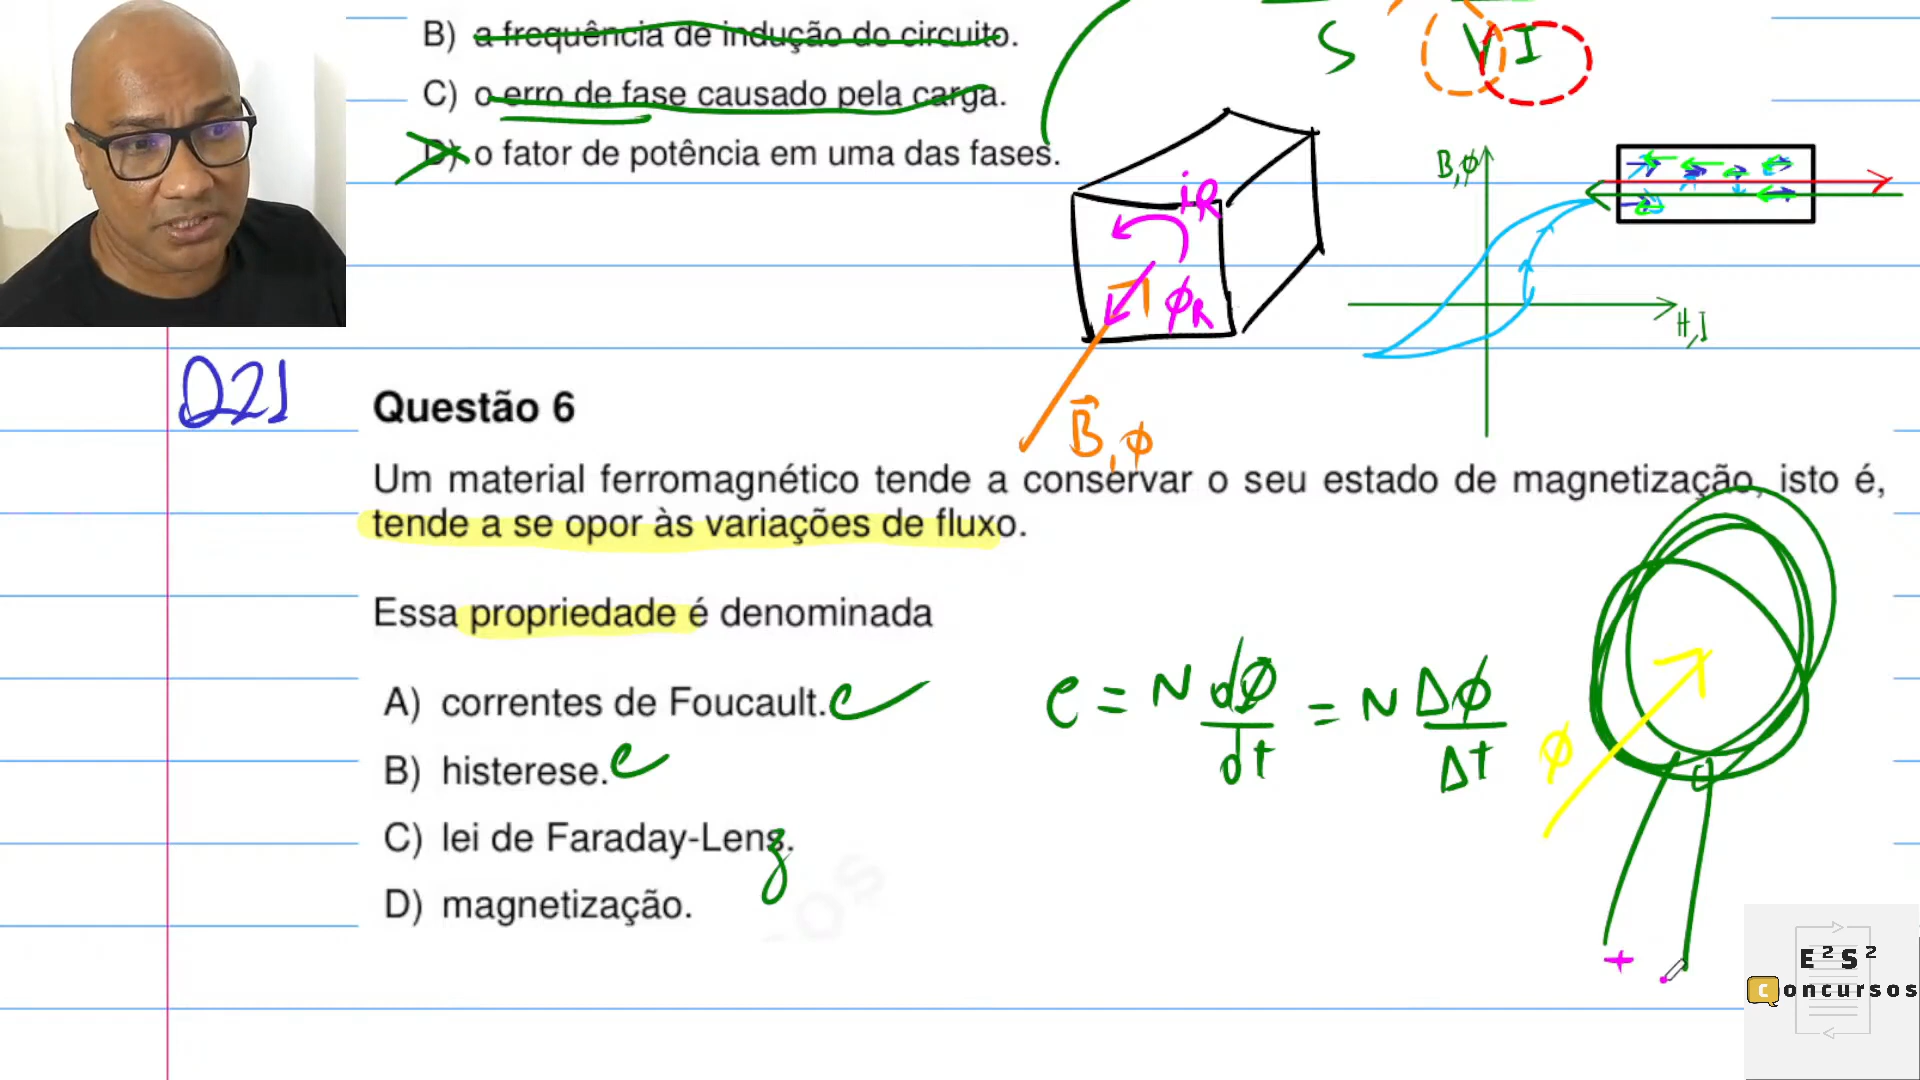 B) a frequência de indução do circuito.
C) o erro de fase causado pela carga.
D) o fator de potência em uma das fases.
S V I
iR
ϕR
B, ϕ
B,ϕ
H,I
Q21
Questão 6
Um material ferromagnético tende a conservar o seu estado de magnetização, isto é,
tende a se opor às variações de fluxo.
Essa propriedade é denominada
A) correntes de Foucault. C
B) histerese. C
C) lei de Faraday-Lens. z
D) magnetização.
e = N dϕ/dt = N Δϕ/Δt
ϕ
+
E²S²
Concursos